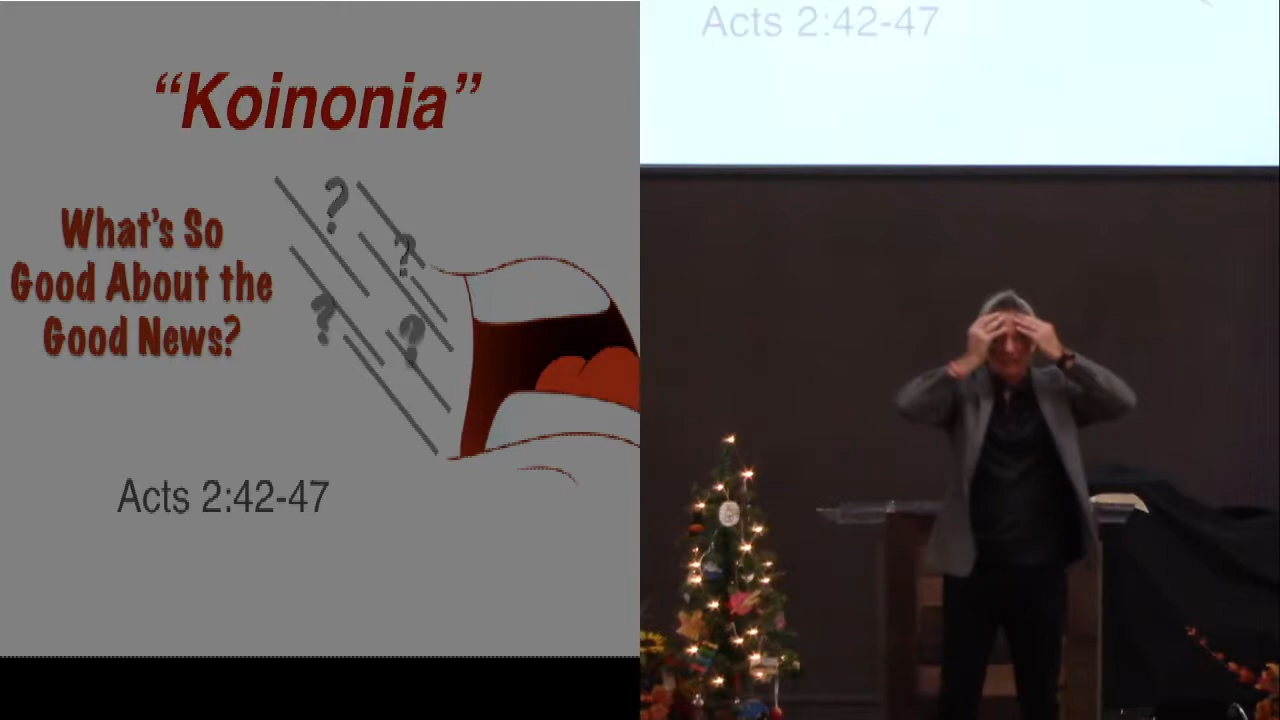 “Koinonia”
What's So
Good About the
Good News?
Acts 2:42-47
Acts 2:42-47